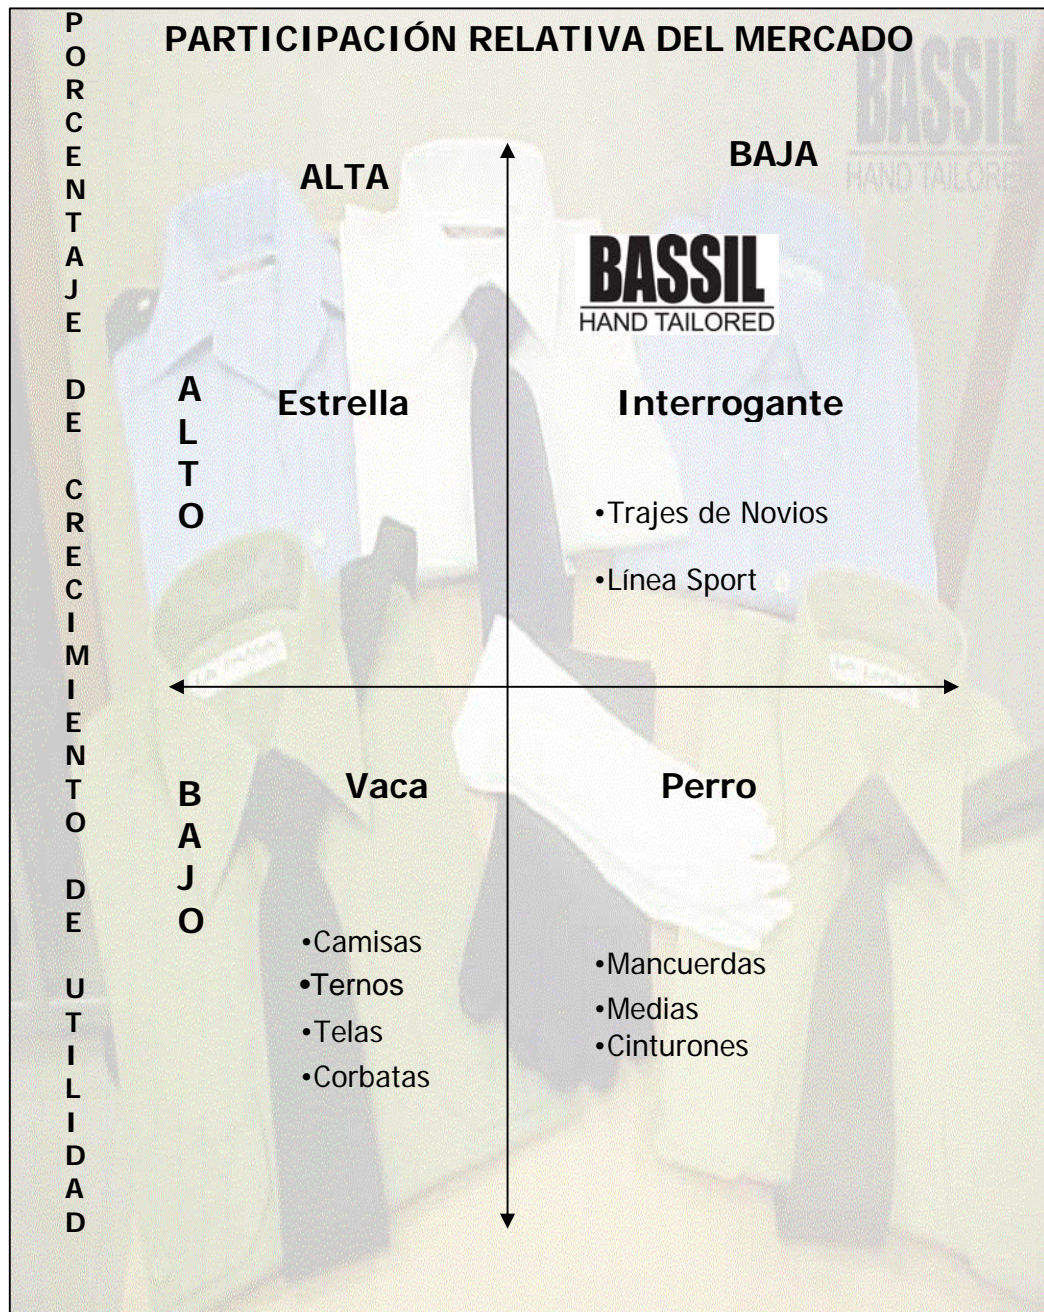 PORCENTAJE DE CRECIMIENTO DE UTILIDAD
PARTICIPACIÓN RELATIVA DEL MERCADO
BASSIL
HAND TAILORE
ALTA
BAJA
BASSIL
HAND TAILORED
ALTO
Estrella
Interrogante
•Trajes de Novios
•Línea Sport
BAJO
Vaca
Perro
•Camisas
•Ternos
•Telas
•Corbatas
•Mancuerdas
•Medias
•Cinturones